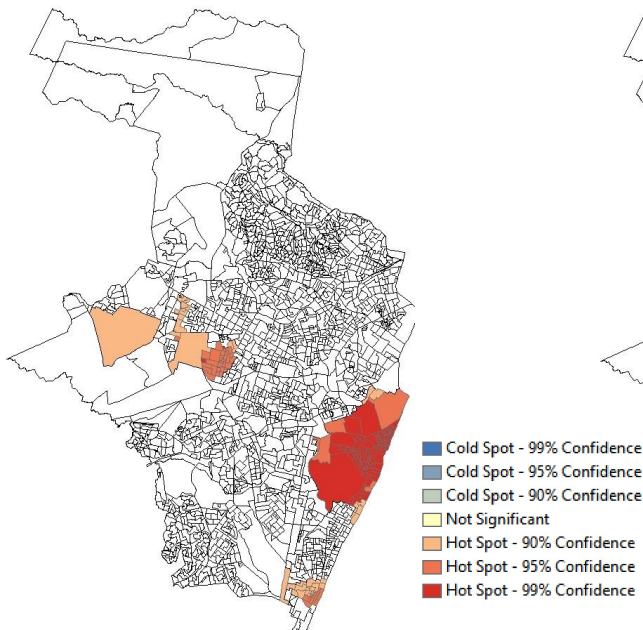 Cold Spot - 99% Confidence
Cold Spot - 95% Confidence
Cold Spot - 90% Confidence
Not Significant
Hot Spot - 90% Confidence
Hot Spot - 95% Confidence
Hot Spot - 99% Confidence